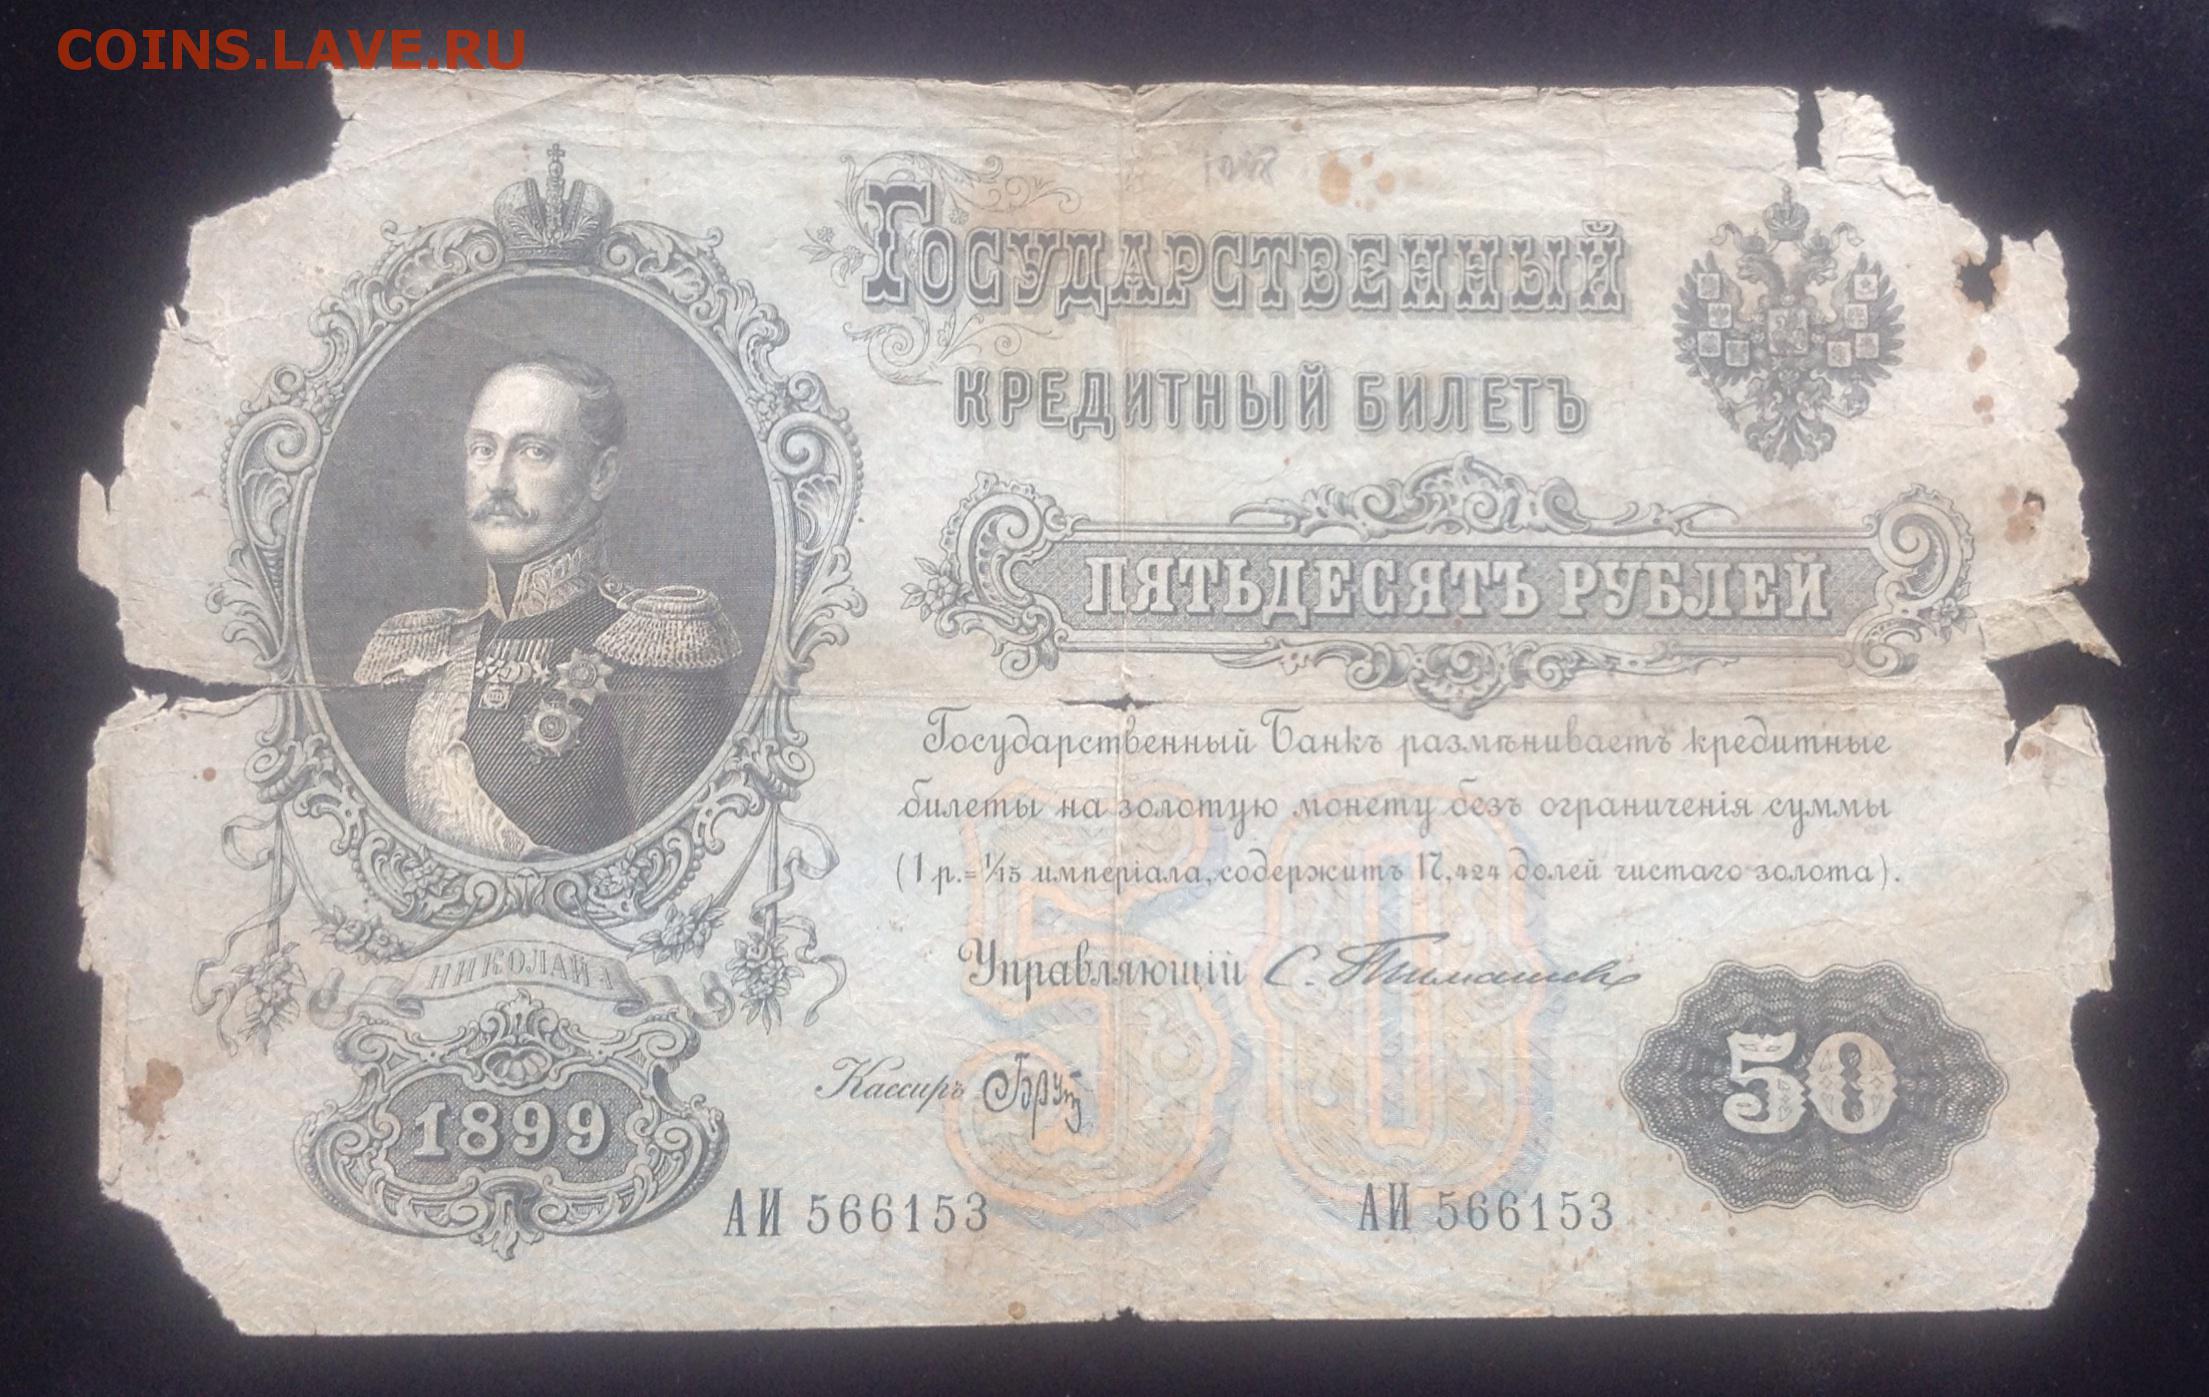 COINS.LAVE.RU
ГОСУДАРСТВЕННЫЙ
КРЕДИТНЫЙ БИЛЕТЪ
ПЯТЬДЕСЯТЪ РУБЛЕЙ
Государственный Банкъ размѣниваетъ кредитные
билеты на золотую монету безъ ограниченія суммы
(1 р.= 1/15 имперіала, содержитъ 17,424 долей чистаго золота).
НИКОЛАЙ I
Управляющій С. Тимашев
Кассиръ
1899
50
50
АИ 566153 АИ 566153